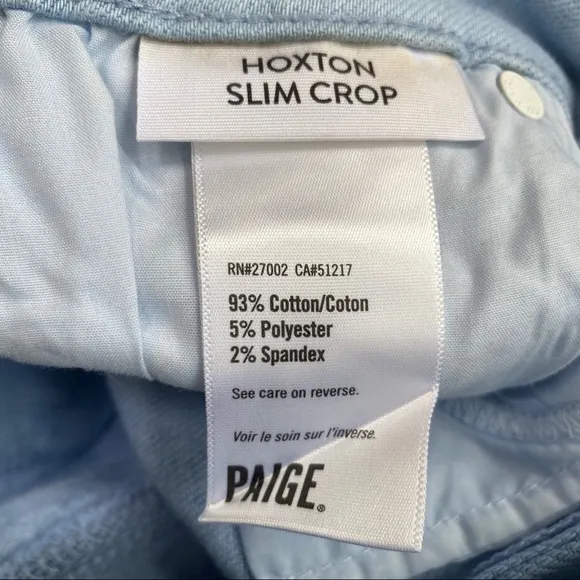 HOXTON
SLIM CROP
RN#27002 CA#51217
93% Cotton/Coton
5% Polyester
2% Spandex
See care on reverse.
Voir le soin sur l'inverse.
PAIGE®